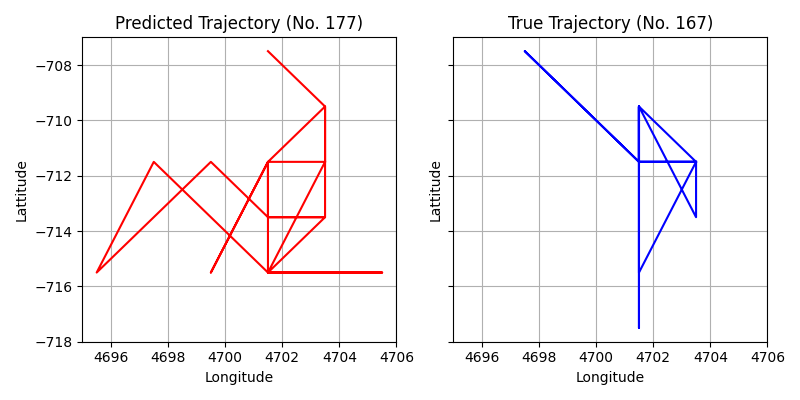 Predicted Trajectory (No. 177)
True Trajectory (No. 167)
Lattitude
−708
−710
−712
−714
−716
−718
4696 4698 4700 4702 4704 4706
Longitude
Lattitude
4696 4698 4700 4702 4704 4706
Longitude